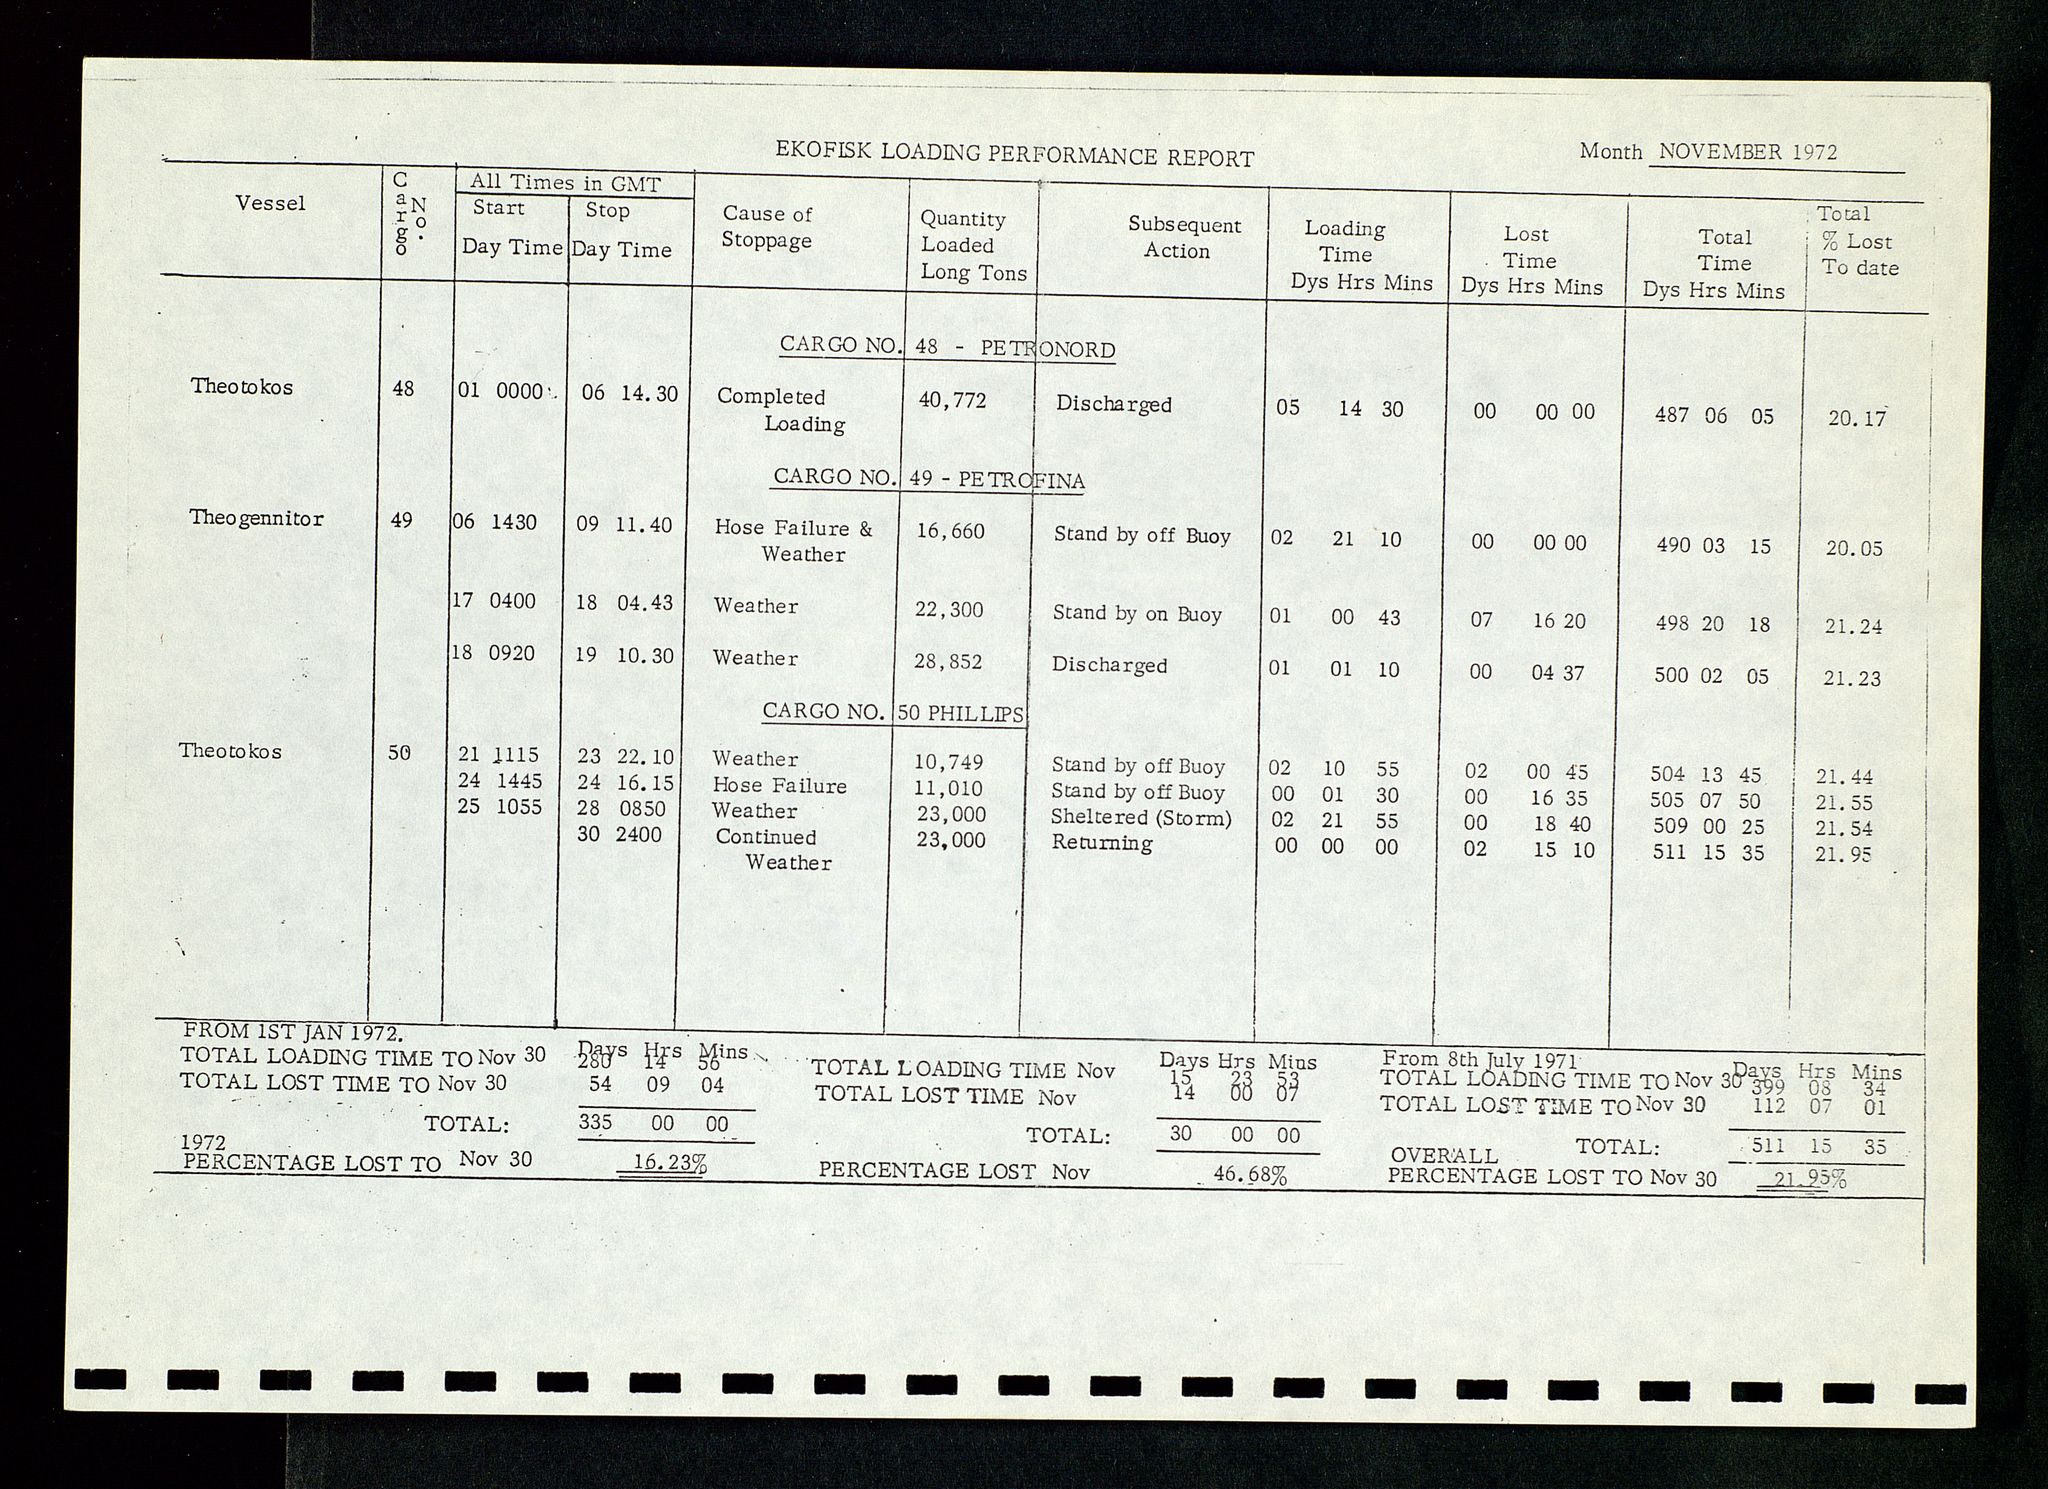 EKOFISK LOADING PERFORMANCE REPORT Month NOVEMBER 1972
Vessel Cargo No. All Times in GMT Cause of Stoppage Quantity Loaded Long Tons Subsequent Action Loading Time Lost Time Total Time Total % Lost To date
Start Stop
Day Time Day Time Dys Hrs Mins Dys Hrs Mins Dys Hrs Mins
CARGO NO. 48 - PETRONORD
Theotokos 48 01 0000 06 14.30 Completed 40,772 Discharged 05 14 30 00 00 00 487 06 05 20.17
Loading
CARGO NO. 49 - PETROFINA
Theogennitor 49 06 1430 09 11.40 Hose Failure & 16,660 Stand by off Buoy 02 21 10 00 00 00 490 03 15 20.05
Weather
17 0400 18 04.43 Weather 22,300 Stand by on Buoy 01 00 43 07 16 20 498 20 18 21.24
18 0920 19 10.30 Weather 28,852 Discharged 01 01 10 00 04 37 500 02 05 21.23
CARGO NO. 50 PHILLIPS
Theotokos 50 21 1115 23 22.10 Weather 10,749 Stand by off Buoy 02 10 55 02 00 45 504 13 45 21.44
24 1445 24 16.15 Hose Failure 11,010 Stand by off Buoy 00 01 30 00 16 35 505 07 50 21.55
25 1055 28 0850 Weather 23,000 Sheltered (Storm) 02 21 55 00 18 40 509 00 25 21.54
30 2400 Continued 23,000 Returning 00 00 00 02 15 10 511 15 35 21.95
Weather
FROM 1ST JAN 1972.
Days Hrs Mins
TOTAL LOADING TIME TO Nov 30 280 14 56
TOTAL LOST TIME TO Nov 30 54 09 04
TOTAL: 335 00 00
1972
PERCENTAGE LOST TO Nov 30 16.23%
Days Hrs Mins
TOTAL LOADING TIME Nov 15 23 53
TOTAL LOST TIME Nov 14 00 07
TOTAL: 30 00 00
PERCENTAGE LOST Nov 46.68%
From 8th July 1971
Days Hrs Mins
TOTAL LOADING TIME TO Nov 30 399 08 34
TOTAL LOST TIME TO Nov 30 112 07 01
TOTAL: 511 15 35
OVERALL
PERCENTAGE LOST TO Nov 30 21.95%